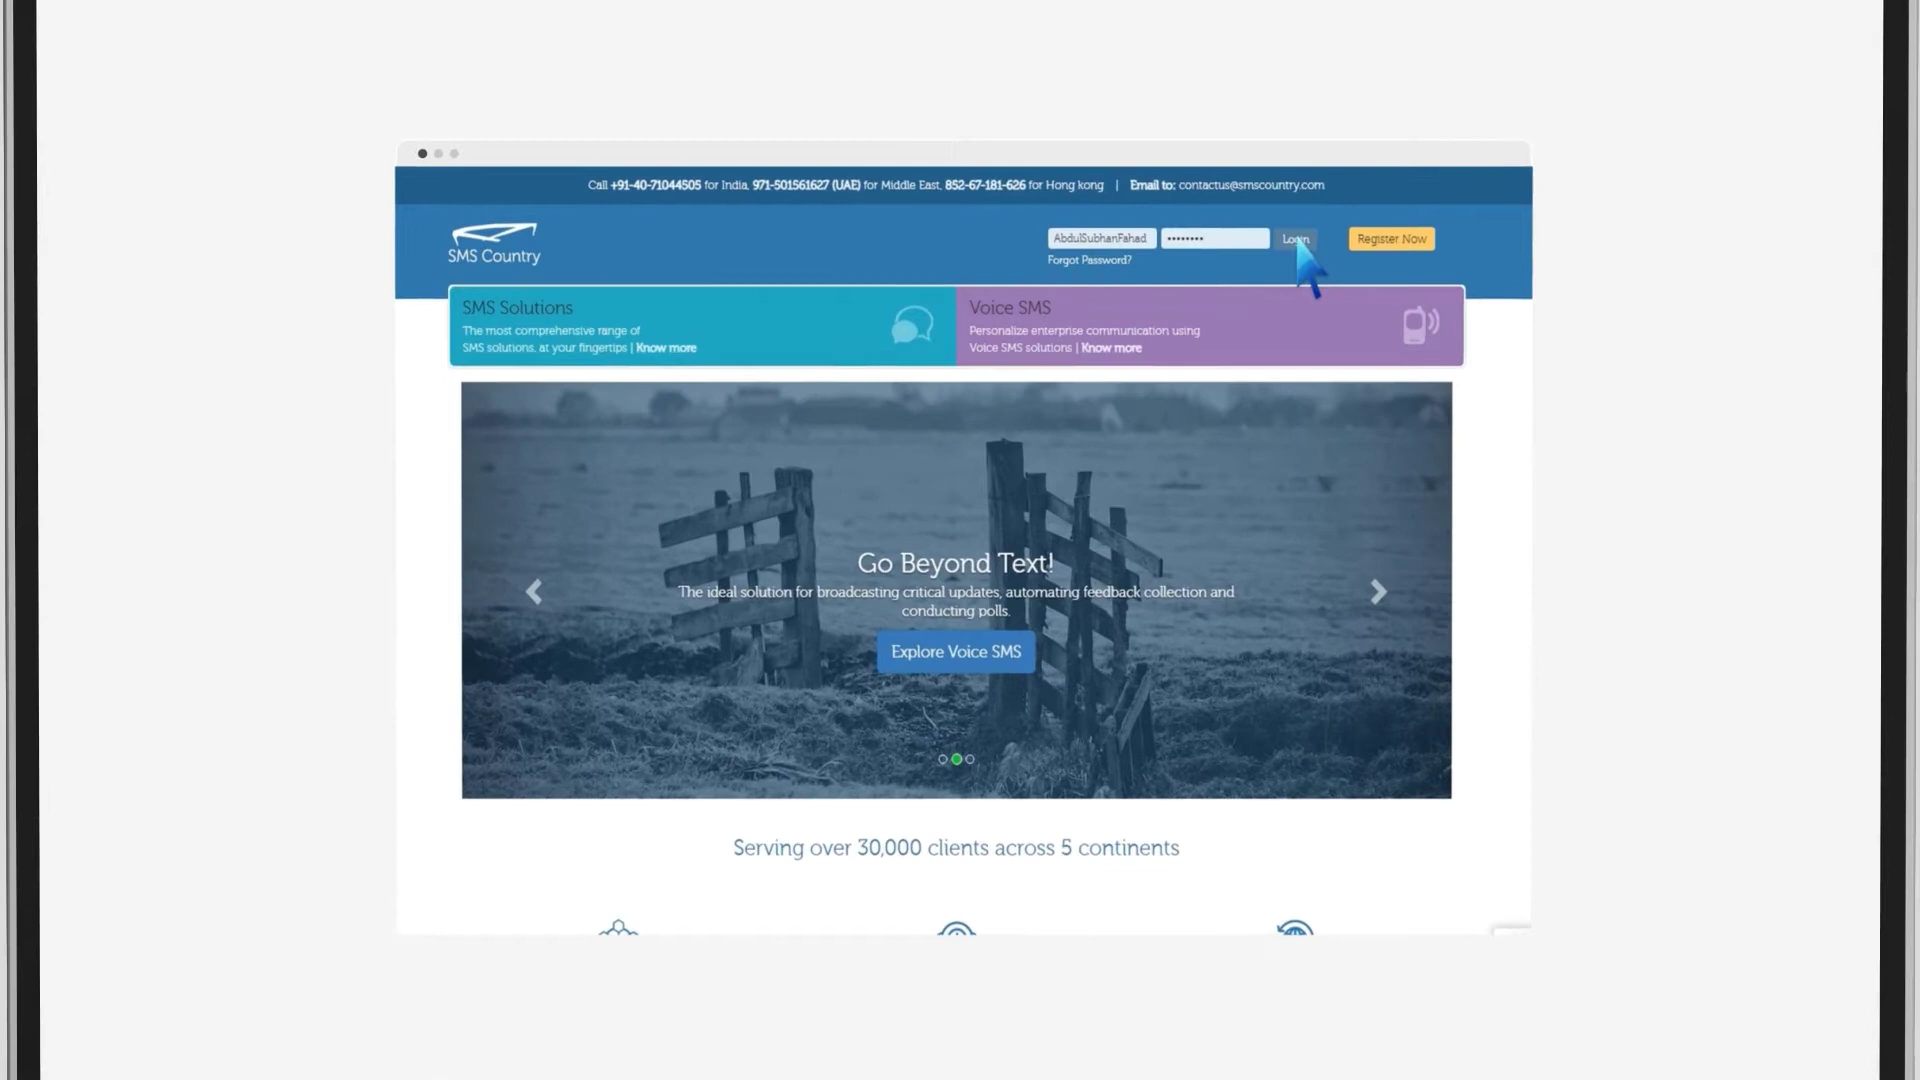 Call +91-40-71044505 for India, 971-501561627 (UAE) for Middle East, 852-67-181-626 for Hong kong | Email to: contactus@smscountry.com
SMS Country
AbdulSubhanFahad •••••••• Login Register Now
Forgot Password?
SMS Solutions
The most comprehensive range of
SMS solutions, at your fingertips | Know more
Voice SMS
Personalize enterprise communication using
Voice SMS solutions | Know more
Go Beyond Text!
The ideal solution for broadcasting critical updates, automating feedback collection and
conducting polls.
Explore Voice SMS
Serving over 30,000 clients across 5 continents